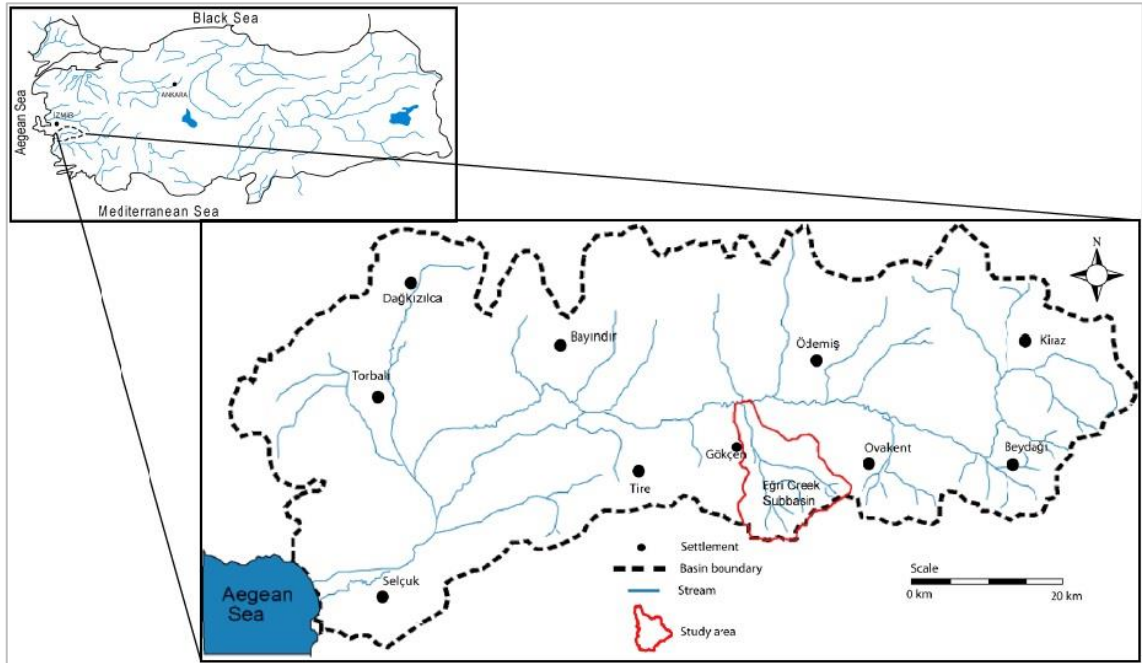 Black Sea
ANKARA
Aegean Sea
İZMİR
Mediterranean Sea
N
Dağkızılca
Bayındır
Ödemiş
Kiraz
Torbalı
Gökçen
Ovakent
Beydağı
Tire
Eğri Creek
Subbasin
Settlement
Basin boundary
Stream
Study area
Scale
0 km
20 km
Selçuk
Aegean
Sea